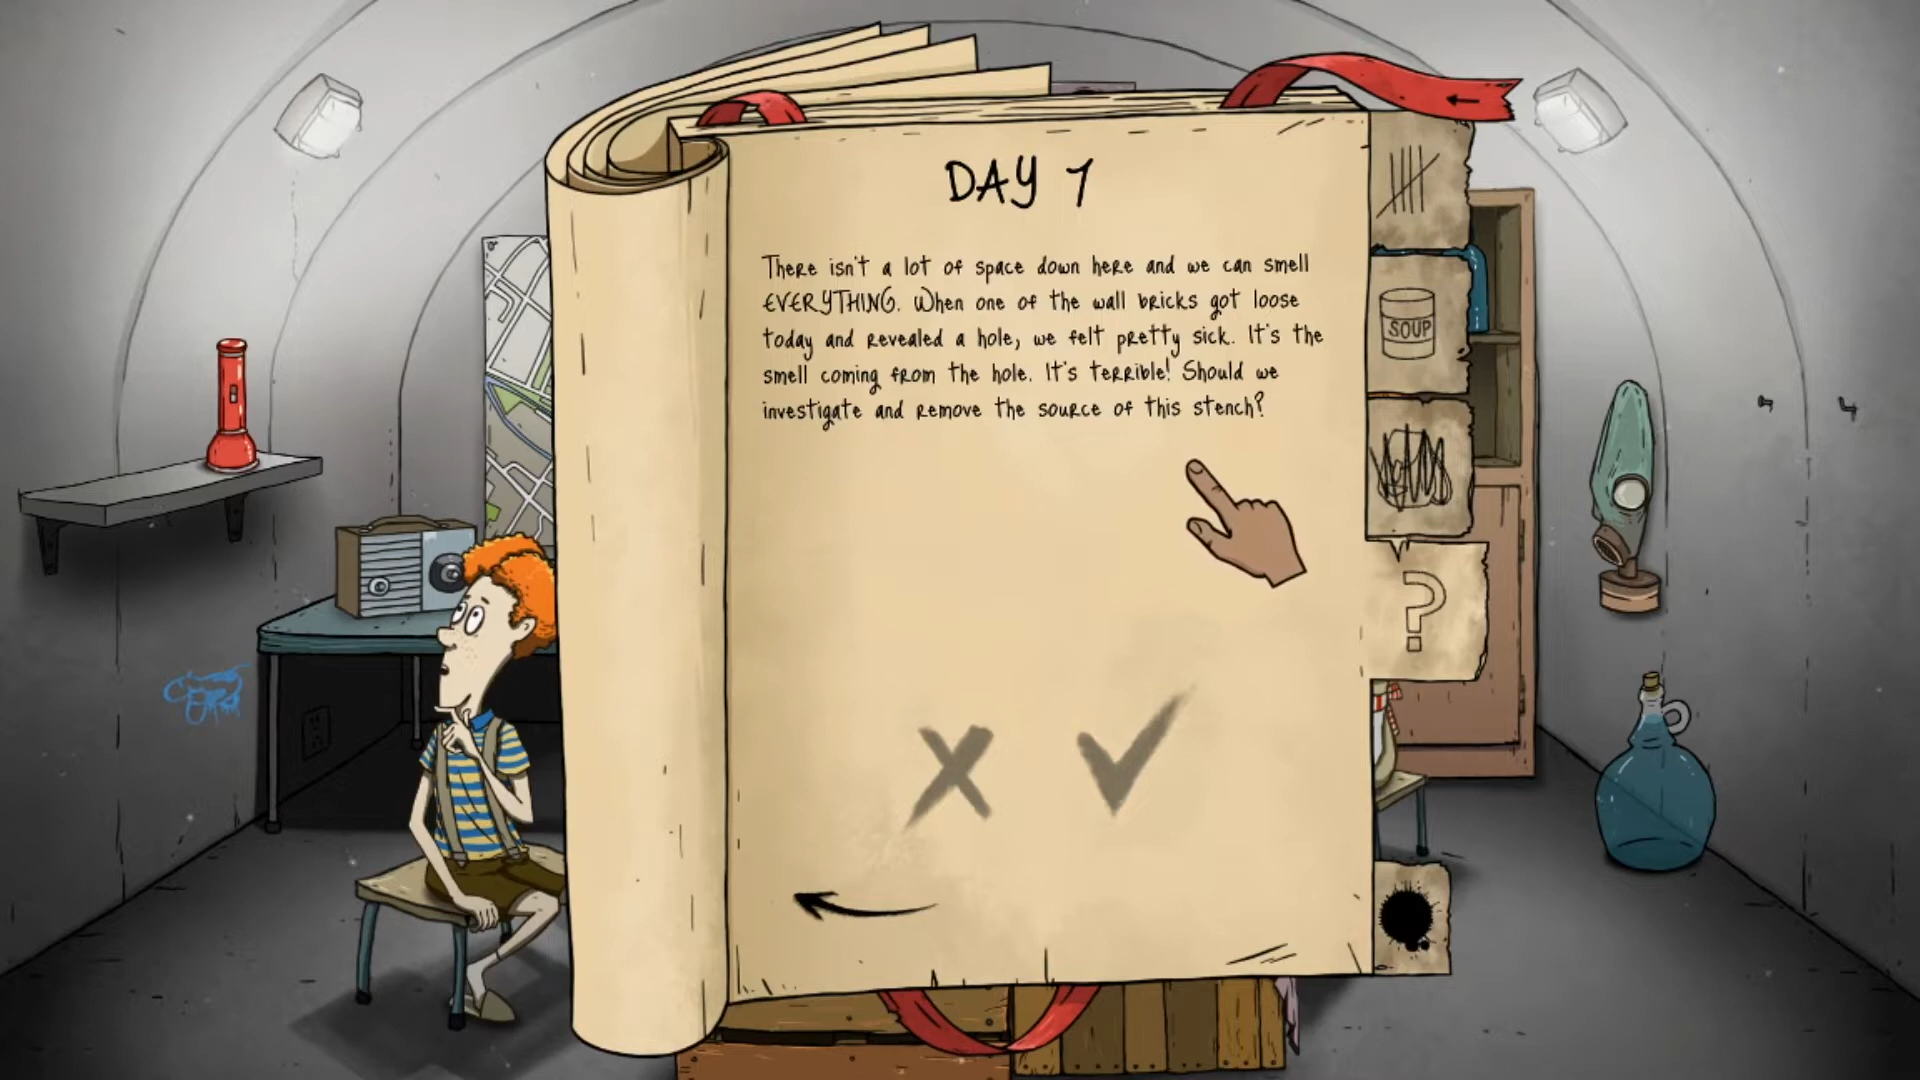 DAY 7
There isn't a lot of space down here and we can smell
EVERYTHING. When one of the wall bricks got loose
today and revealed a hole, we felt pretty sick. It's the
smell coming from the hole. It's terrible! Should we
investigate and remove the source of this stench?
SOUP
?